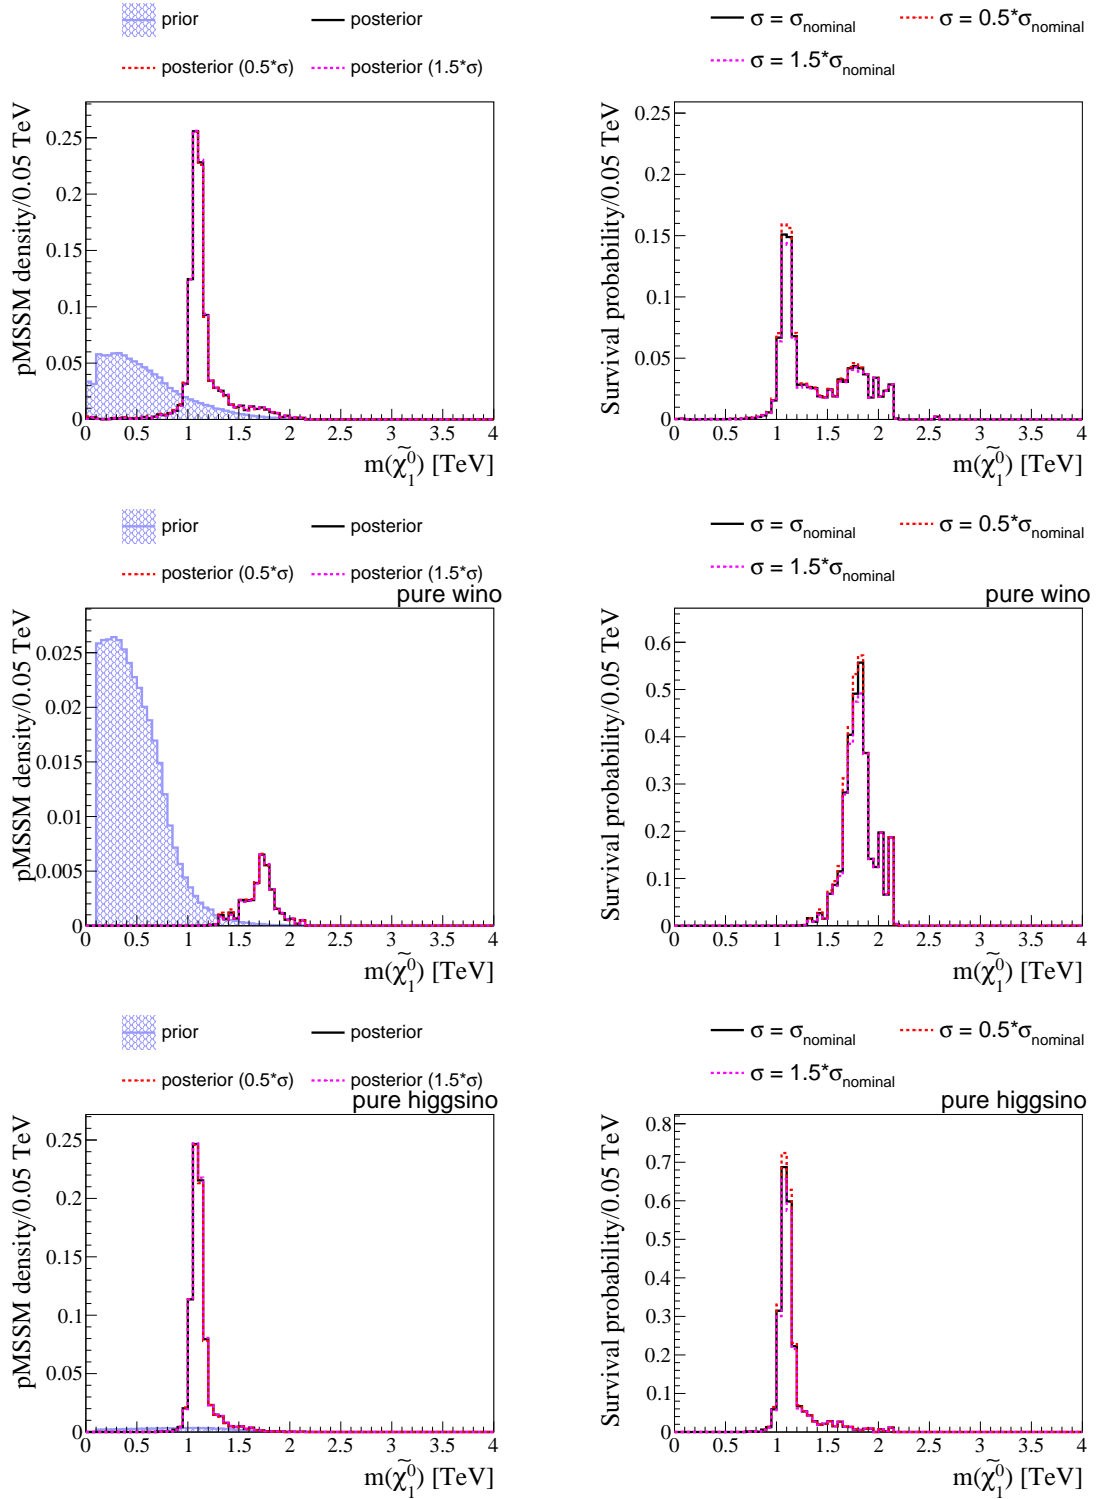 prior
posterior
posterior (0.5*σ)
posterior (1.5*σ)
pMSSM density/0.05 TeV
0.25
0.2
0.15
0.1
0.05
0
0 0.5 1 1.5 2 2.5 3 3.5 4
m(χ̃₁⁰) [TeV]
σ = σnominal
σ = 0.5*σnominal
σ = 1.5*σnominal
Survival probability/0.05 TeV
0.25
0.2
0.15
0.1
0.05
0
0 0.5 1 1.5 2 2.5 3 3.5 4
m(χ̃₁⁰) [TeV]
prior
posterior
posterior (0.5*σ)
posterior (1.5*σ)
pure wino
pMSSM density/0.05 TeV
0.025
0.02
0.015
0.01
0.005
0
0 0.5 1 1.5 2 2.5 3 3.5 4
m(χ̃₁⁰) [TeV]
σ = σnominal
σ = 0.5*σnominal
σ = 1.5*σnominal
pure wino
Survival probability/0.05 TeV
0.6
0.5
0.4
0.3
0.2
0.1
0
0 0.5 1 1.5 2 2.5 3 3.5 4
m(χ̃₁⁰) [TeV]
prior
posterior
posterior (0.5*σ)
posterior (1.5*σ)
pure higgsino
pMSSM density/0.05 TeV
0.25
0.2
0.15
0.1
0.05
0
0 0.5 1 1.5 2 2.5 3 3.5 4
m(χ̃₁⁰) [TeV]
σ = σnominal
σ = 0.5*σnominal
σ = 1.5*σnominal
pure higgsino
Survival probability/0.05 TeV
0.8
0.7
0.6
0.5
0.4
0.3
0.2
0.1
0
0 0.5 1 1.5 2 2.5 3 3.5 4
m(χ̃₁⁰) [TeV]